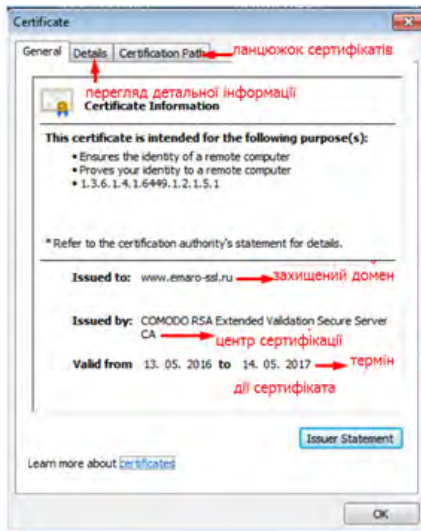 Certificate
General Details Certification Path ланцюжок сертифікатів
перегляд детальної інформації
Certificate Information
This certificate is intended for the following purpose(s):
• Ensures the identity of a remote computer
• Proves your identity to a remote computer
• 1.3.6.1.4.1.6449.1.2.1.5.1
* Refer to the certification authority's statement for details.
Issued to: www.emaro-ssl.ru захищений домен
Issued by: COMODO RSA Extended Validation Secure Server
CA центр сертифікації
Valid from 13. 05. 2016 to 14. 05. 2017 термін
дії сертифіката
Issuer Statement
Learn more about certificates
OK